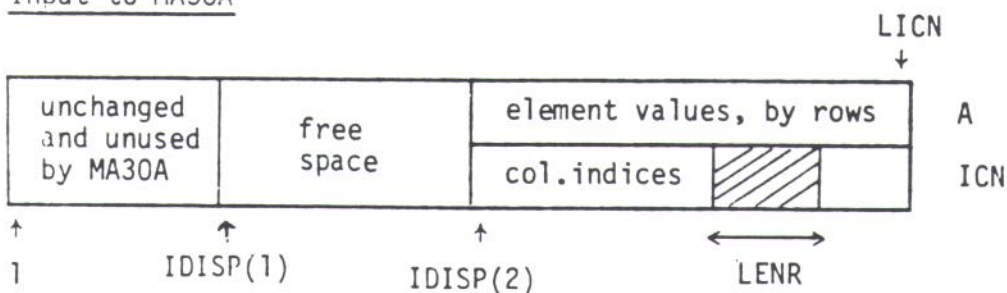 Input to MA30A
LICN
unchanged
and unused
by MA30A
free
space
element values, by rows
A
col.indices
ICN
1
IDISP(1)
IDISP(2)
LENR